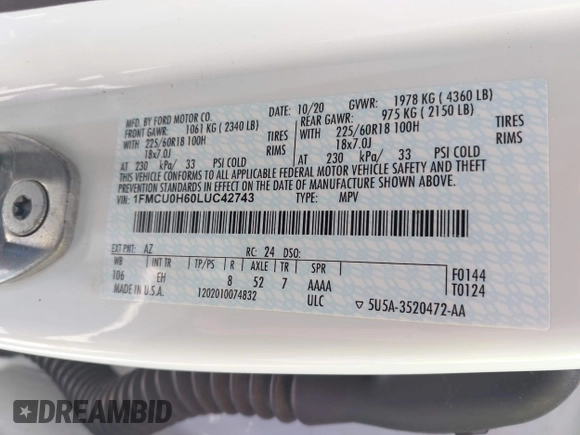 MFD. BY FORD MOTOR CO. 10/20 GVWR: 1978 KG ( 4360 LB)
FRONT GAWR: 1061 KG ( 2340 LB) REAR GAWR: 975 KG ( 2150 LB)
WITH 225/60R18 100H TIRES WITH 225/60R18 100H TIRES
18x7.0J 18x7.0J
AT 230 kPa/ 33 PSI COLD AT 230 kPa/ 33 PSI COLD
THIS VEHICLE CONFORMS TO ALL APPLICABLE FEDERAL MOTOR VEHICLE SAFETY AND THEFT
PREVENTION STANDARDS IN EFFECT ON THE DATE OF MANUFACTURE SHOWN ABOVE.
VIN: 1FMCU0H60LUC42743 TYPE: MPV
EXT PNT: AZ RC: 24 DSO:
WB INT TR TP/PS R AXLE TR SPR F0144
106 EH 8 52 7 AAAA T0124
MADE IN U.S.A. 1202010074832 ULC ▽ 5U5A-3520472-AA
DREAMBID